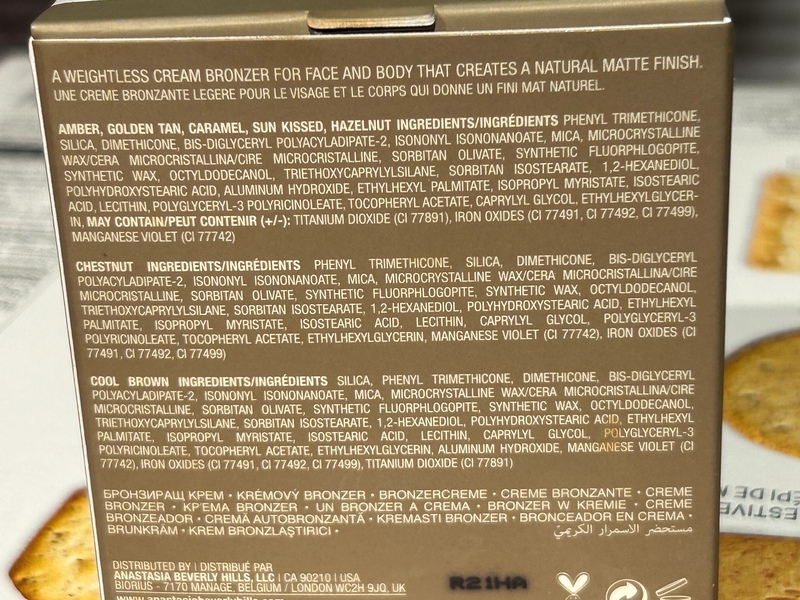 A WEIGHTLESS CREAM BRONZER FOR FACE AND BODY THAT CREATES A NATURAL MATTE FINISH.
UNE CREME BRONZANTE LEGERE POUR LE VISAGE ET LE CORPS QUI DONNE UN FINI MAT NATUREL.
AMBER, GOLDEN TAN, CARAMEL, SUN KISSED, HAZELNUT INGREDIENTS/INGRÉDIENTS PHENYL TRIMETHICONE,
SILICA, DIMETHICONE, BIS-DIGLYCERYL POLYACYLADIPATE-2, ISONONYL ISONONANOATE, MICA, MICROCRYSTALLINE
WAX/CERA MICROCRISTALLINA/CIRE MICROCRISTALLINE, SORBITAN OLIVATE, SYNTHETIC FLUORPHLOGOPITE,
SYNTHETIC WAX, OCTYLDODECANOL, TRIETHOXYCAPRYLYLSILANE, SORBITAN ISOSTEARATE, 1,2-HEXANEDIOL,
POLYHYDROXYSTEARIC ACID, ALUMINUM HYDROXIDE, ETHYLHEXYL PALMITATE, ISOPROPYL MYRISTATE, ISOSTEARIC
ACID, LECITHIN, POLYGLYCERYL-3 POLYRICINOLEATE, TOCOPHERYL ACETATE, CAPRYLYL GLYCOL, ETHYLHEXYLGLYCER-
IN, MAY CONTAIN/PEUT CONTENIR (+/-): TITANIUM DIOXIDE (CI 77891), IRON OXIDES (CI 77491, CI 77492, CI 77499),
MANGANESE VIOLET (CI 77742)
CHESTNUT INGREDIENTS/INGRÉDIENTS PHENYL TRIMETHICONE, SILICA, DIMETHICONE, BIS-DIGLYCERYL
POLYACYLADIPATE-2, ISONONYL ISONONANOATE, MICA, MICROCRYSTALLINE WAX/CERA MICROCRISTALLINA/CIRE
MICROCRISTALLINE, SORBITAN OLIVATE, SYNTHETIC FLUORPHLOGOPITE, SYNTHETIC WAX, OCTYLDODECANOL,
TRIETHOXYCAPRYLYLSILANE, SORBITAN ISOSTEARATE, 1,2-HEXANEDIOL, POLYHYDROXYSTEARIC ACID, ETHYLHEXYL
PALMITATE, ISOPROPYL MYRISTATE, ISOSTEARIC ACID, LECITHIN, CAPRYLYL GLYCOL, POLYGLYCERYL-3
POLYRICINOLEATE, TOCOPHERYL ACETATE, ETHYLHEXYLGLYCERIN, MANGANESE VIOLET (CI 77742), IRON OXIDES (CI
77491, CI 77492, CI 77499)
COOL BROWN INGREDIENTS/INGRÉDIENTS SILICA, PHENYL TRIMETHICONE, DIMETHICONE, BIS-DIGLYCERYL
POLYACYLADIPATE-2, ISONONYL ISONONANOATE, MICA, MICROCRYSTALLINE WAX/CERA MICROCRISTALLINA/CIRE
MICROCRISTALLINE, SORBITAN OLIVATE, SYNTHETIC FLUORPHLOGOPITE, SYNTHETIC WAX, OCTYLDODECANOL,
TRIETHOXYCAPRYLYLSILANE, SORBITAN ISOSTEARATE, 1,2-HEXANEDIOL, POLYHYDROXYSTEARIC ACID, ETHYLHEXYL
PALMITATE, ISOPROPYL MYRISTATE, ISOSTEARIC ACID, LECITHIN, CAPRYLYL GLYCOL, POLYGLYCERYL-3
POLYRICINOLEATE, TOCOPHERYL ACETATE, ETHYLHEXYLGLYCERIN, ALUMINUM HYDROXIDE, MANGANESE VIOLET (CI
77742), IRON OXIDES (CI 77491, CI 77492, CI 77499), TITANIUM DIOXIDE (CI 77891)
БРОНЗИРАЩ КРЕМ • KRÉMOVÝ BRONZER • BRONZERCREME • CREME BRONZANTE • CREME
BRONZER • ΚΡΈΜΑ BRONZER • UN BRONZER A CREMA • BRONZER W KREMIE • CREME
BRONZEADOR • CREMĂ AUTOBRONZANTĂ • KREMASTI BRONZER • BRONCEADOR EN CREMA •
BRUNKRÄM • KREM BRONZLAŞTIRICI • مستحضر الاسمرار الكريمي
DISTRIBUTED BY | DISTRIBUÉ PAR
ANASTASIA BEVERLY HILLS, LLC | CA 90210 | USA
BIORIUS - 7170 MANAGE, BELGIUM / LONDON WC2H 9JQ, UK
www.anastasiabeverlyhills.com
R21HA